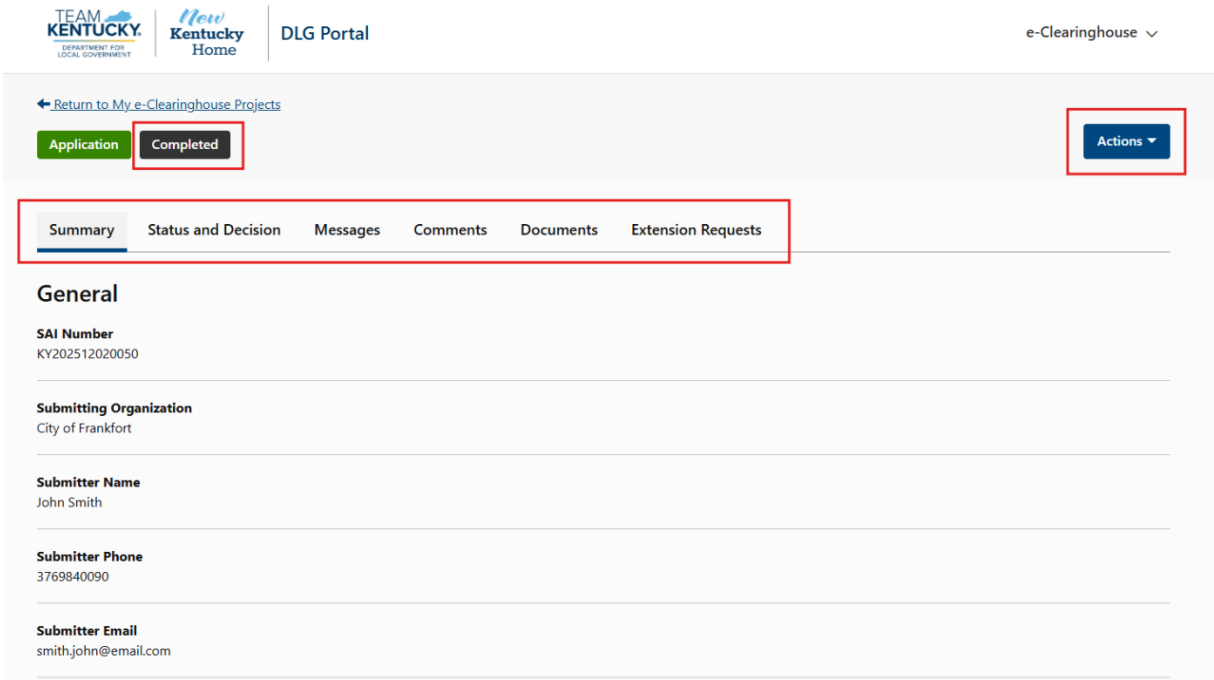 TEAM
KENTUCKY.
DEPARTMENT FOR
LOCAL GOVERNMENT
New
Kentucky
Home
DLG Portal
e-Clearinghouse
Return to My e-Clearinghouse Projects
Application
Completed
Actions
Summary
Status and Decision
Messages
Comments
Documents
Extension Requests
General
SAI Number
KY202512020050
Submitting Organization
City of Frankfort
Submitter Name
John Smith
Submitter Phone
3769840090
Submitter Email
smith.john@email.com